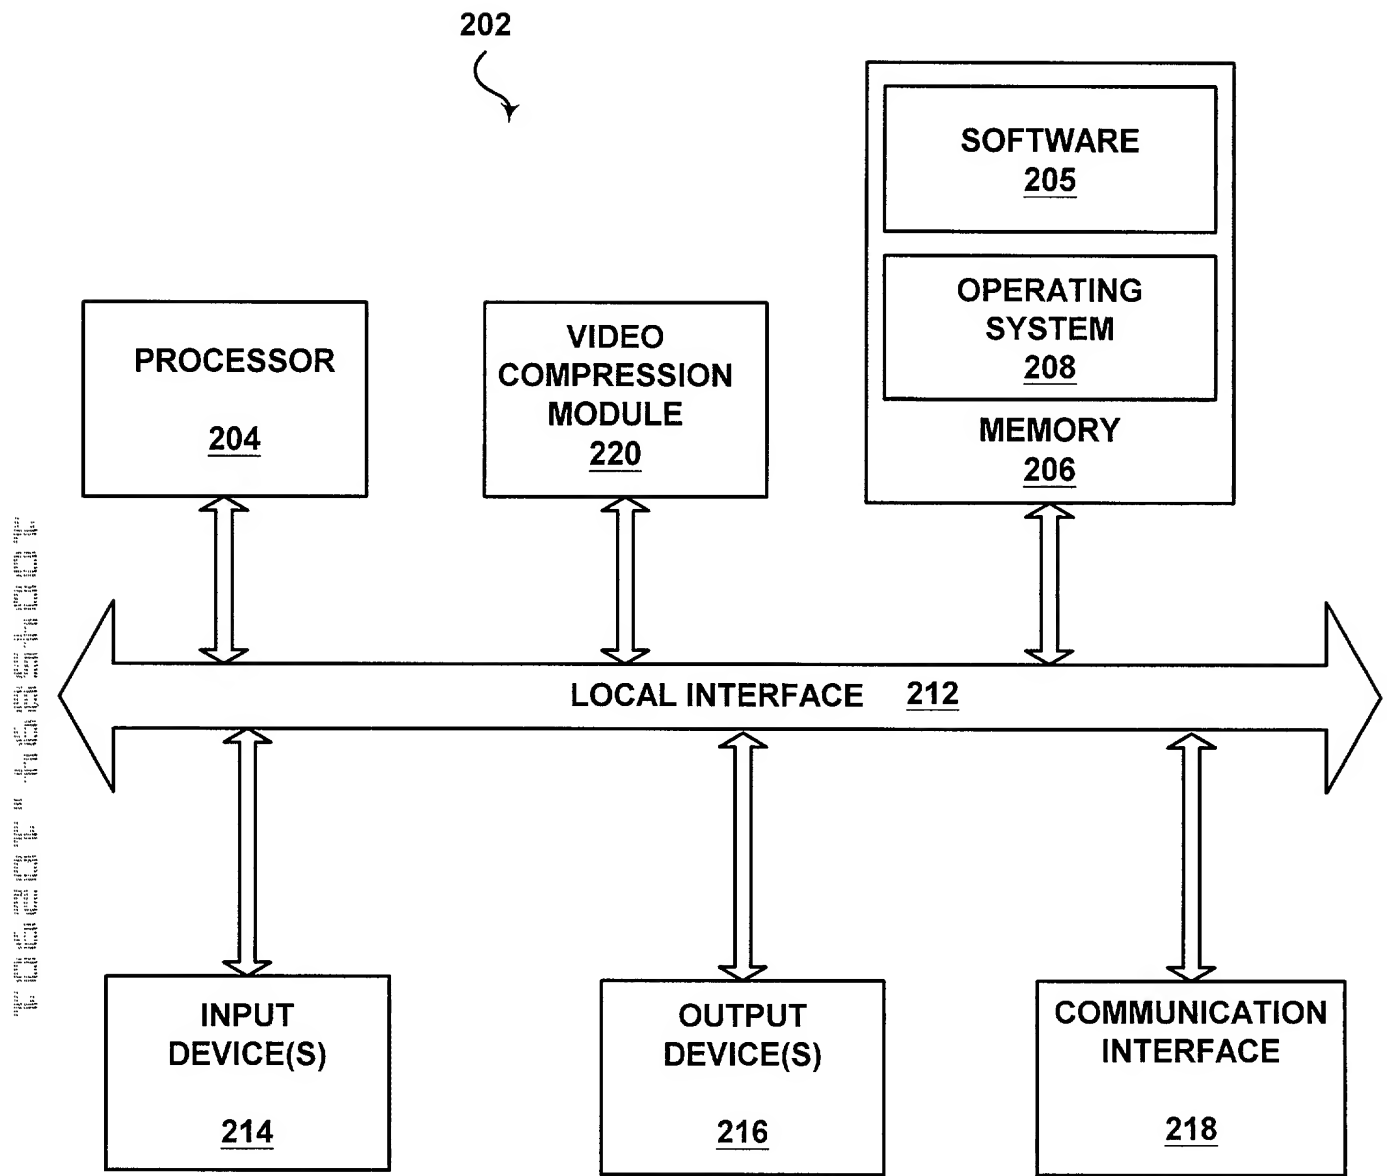 202
SOFTWARE
205
OPERATING
SYSTEM
208
MEMORY
206
PROCESSOR
204
VIDEO
COMPRESSION
MODULE
220
LOCAL INTERFACE 212
INPUT
DEVICE(S)
214
OUTPUT
DEVICE(S)
216
COMMUNICATION
INTERFACE
218